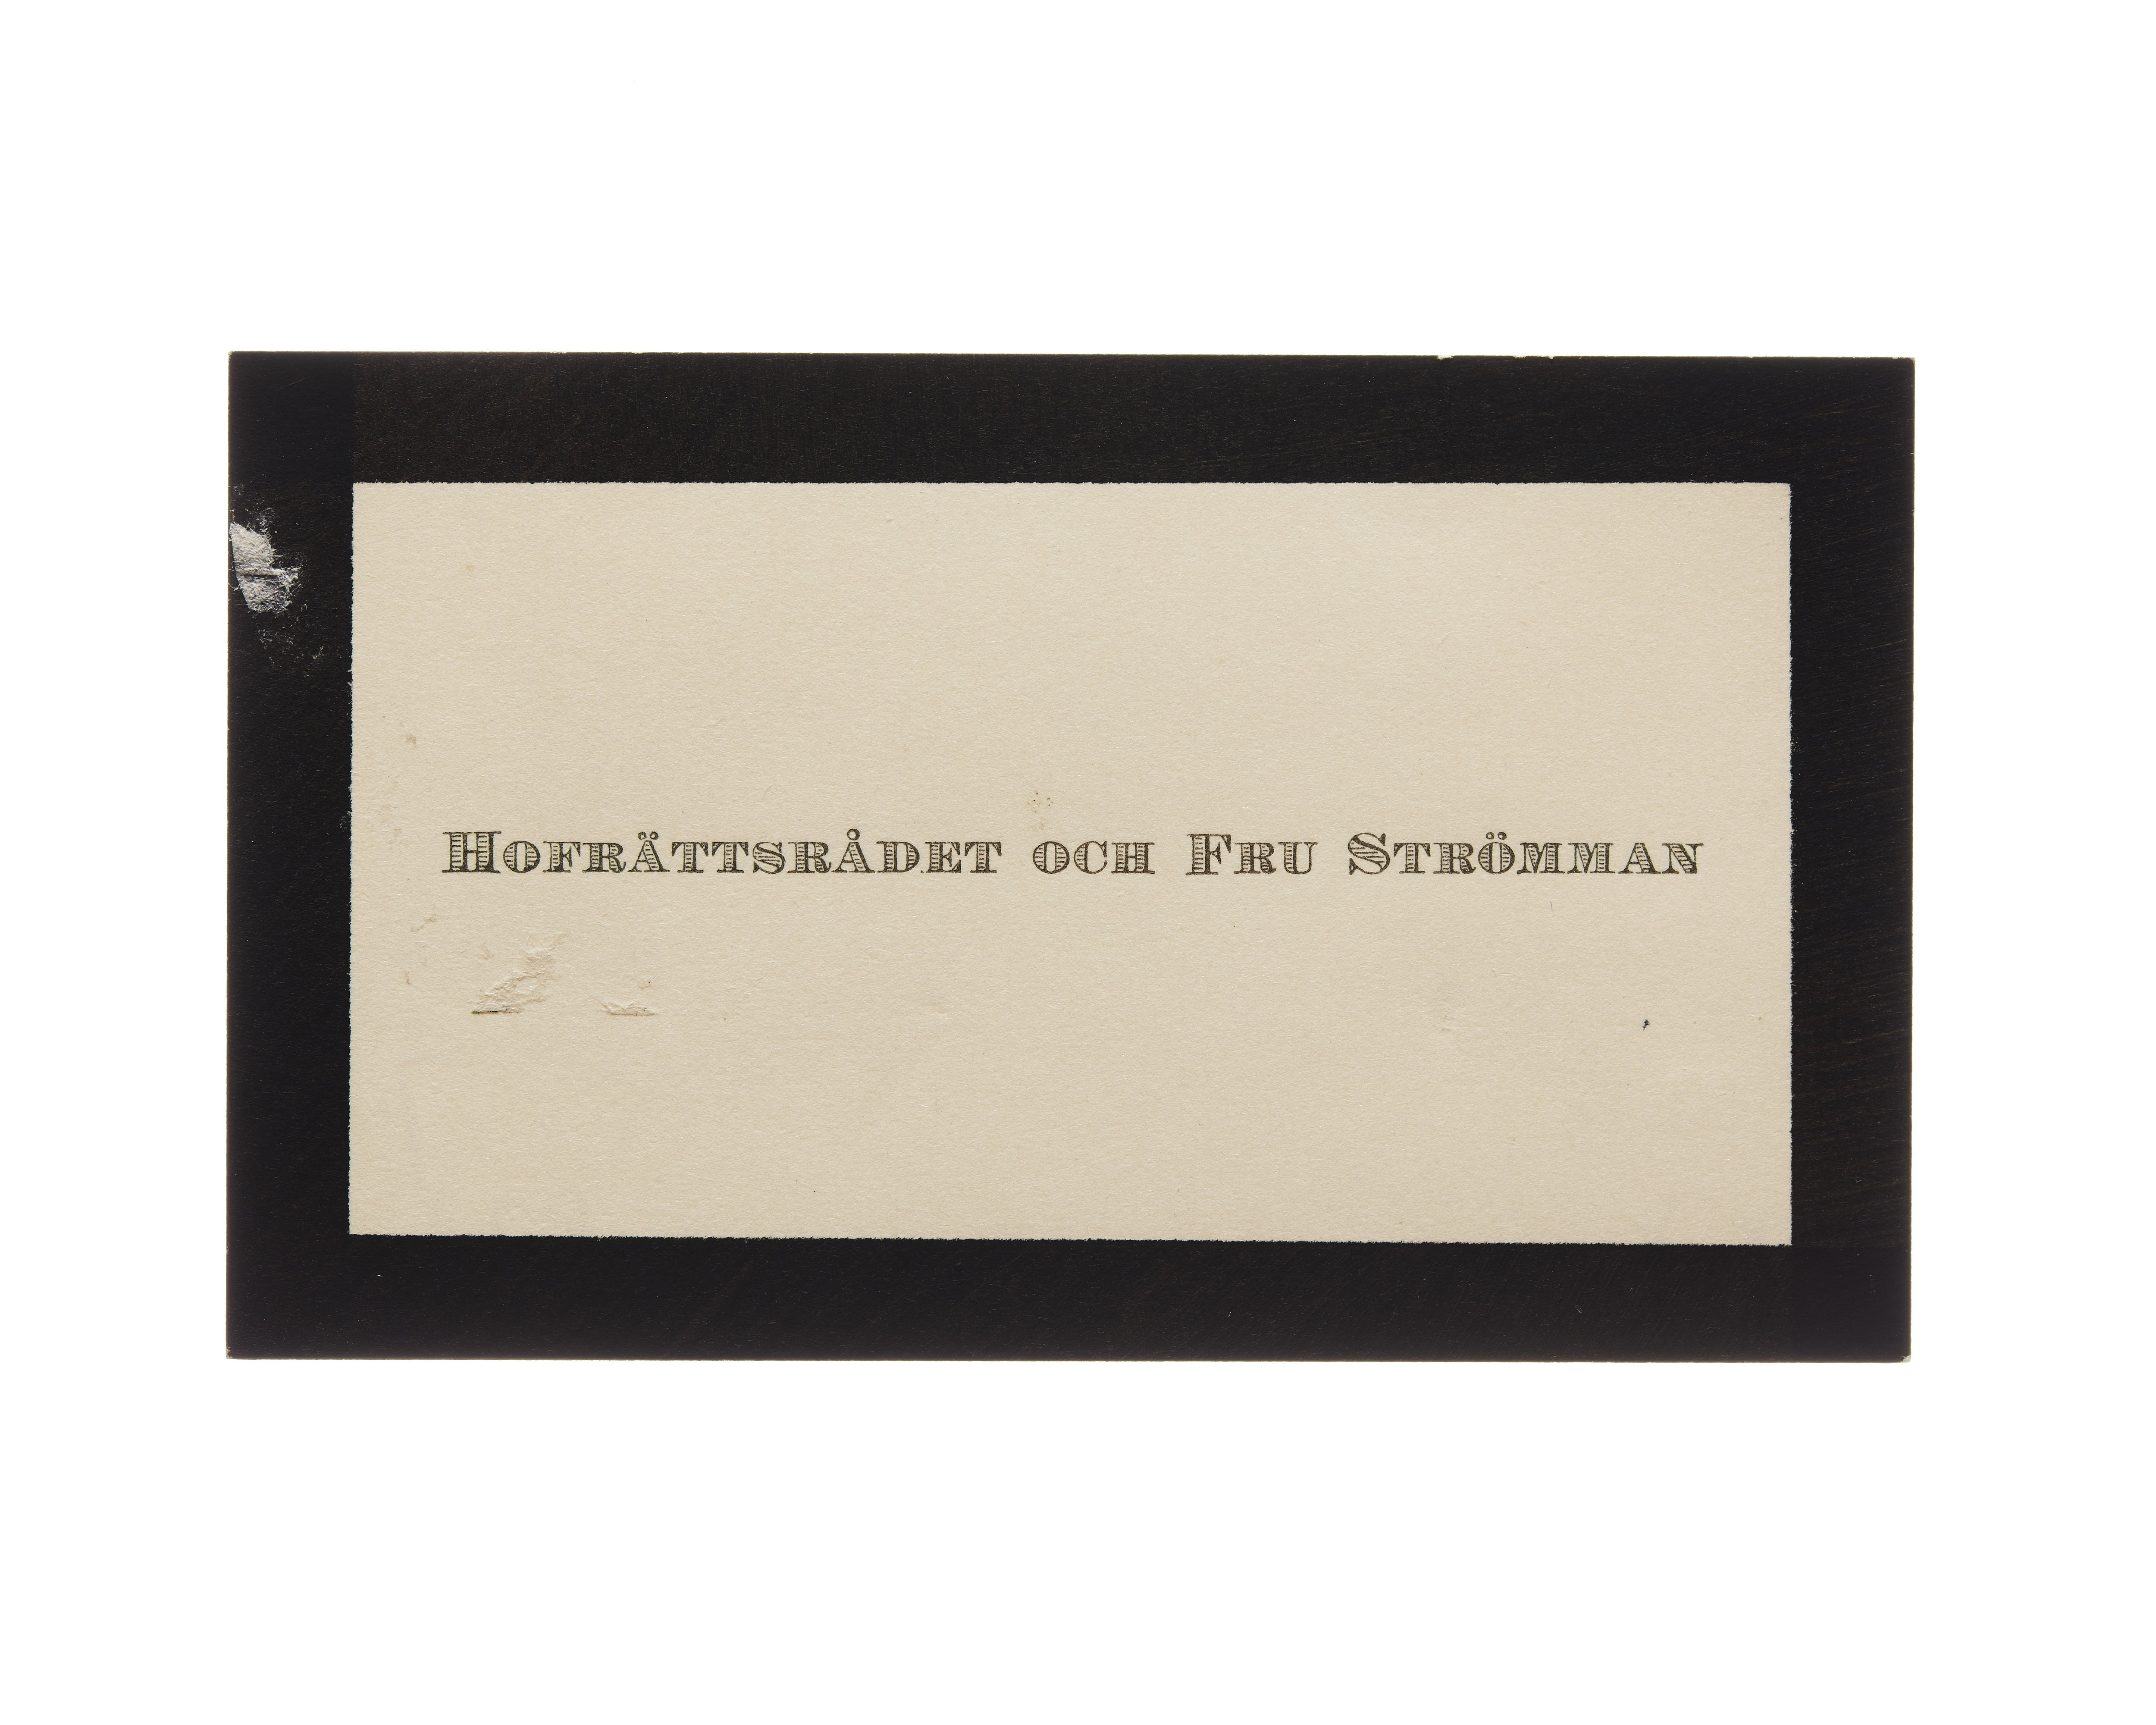 Hofrättsrådet och Fru Strömman